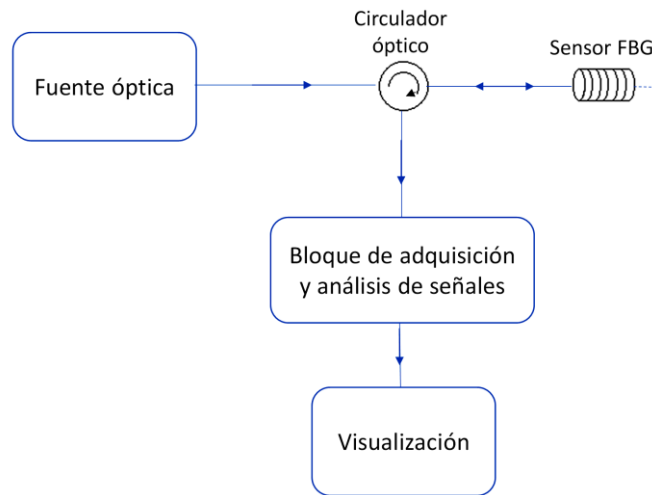 Circulador
óptico
Sensor FBG
Fuente óptica
Bloque de adquisición
y análisis de señales
Visualización